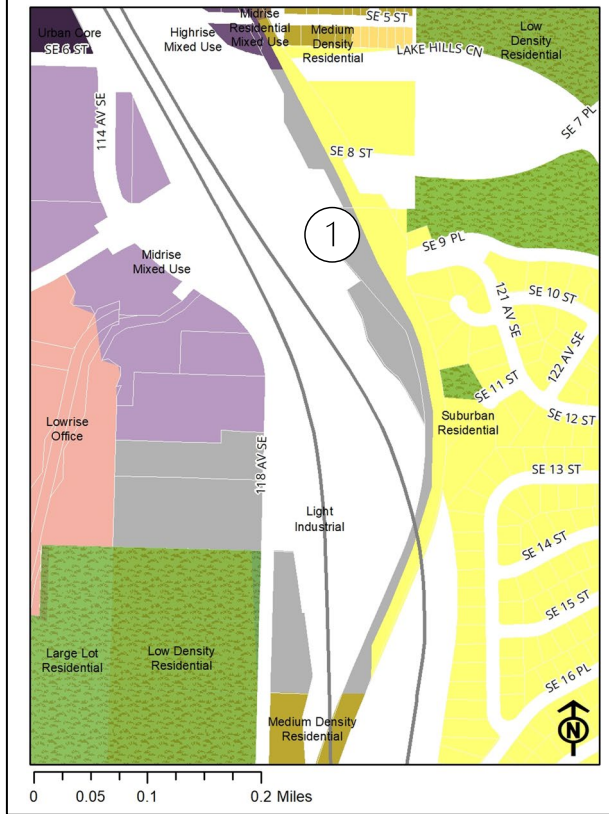 Urban Core
SE 6 ST
Highrise
Mixed Use
Midrise
Residential
Mixed Use
SE 5 ST
Medium
Density
Residential
LAKE HILLS CN
Low
Density
Residential
SE 7 PL
114 AV SE
SE 8 ST
1
SE 9 PL
Midrise
Mixed Use
121 AV SE
SE 10 ST
122 AV SE
SE 11 ST
SE 12 ST
Suburban
Residential
Lowrise
Office
118 AV SE
SE 13 ST
Light
Industrial
SE 14 ST
SE 15 ST
Large Lot
Residential
Low Density
Residential
SE 16 PL
Medium Density
Residential
N
0 0.05 0.1 0.2 Miles